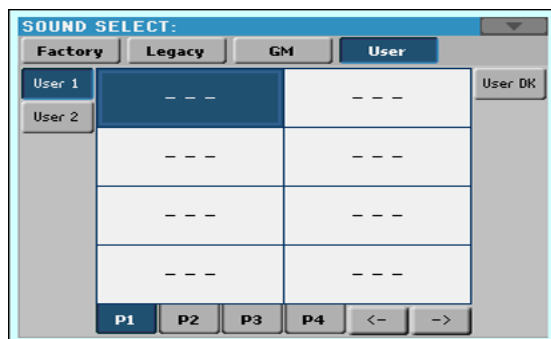 SOUND SELECT:
Factory Legacy GM User
User 1 - - - - - - User DK
User 2
- - - - - -
- - - - - -
- - - - - -
P1 P2 P3 P4 <- ->